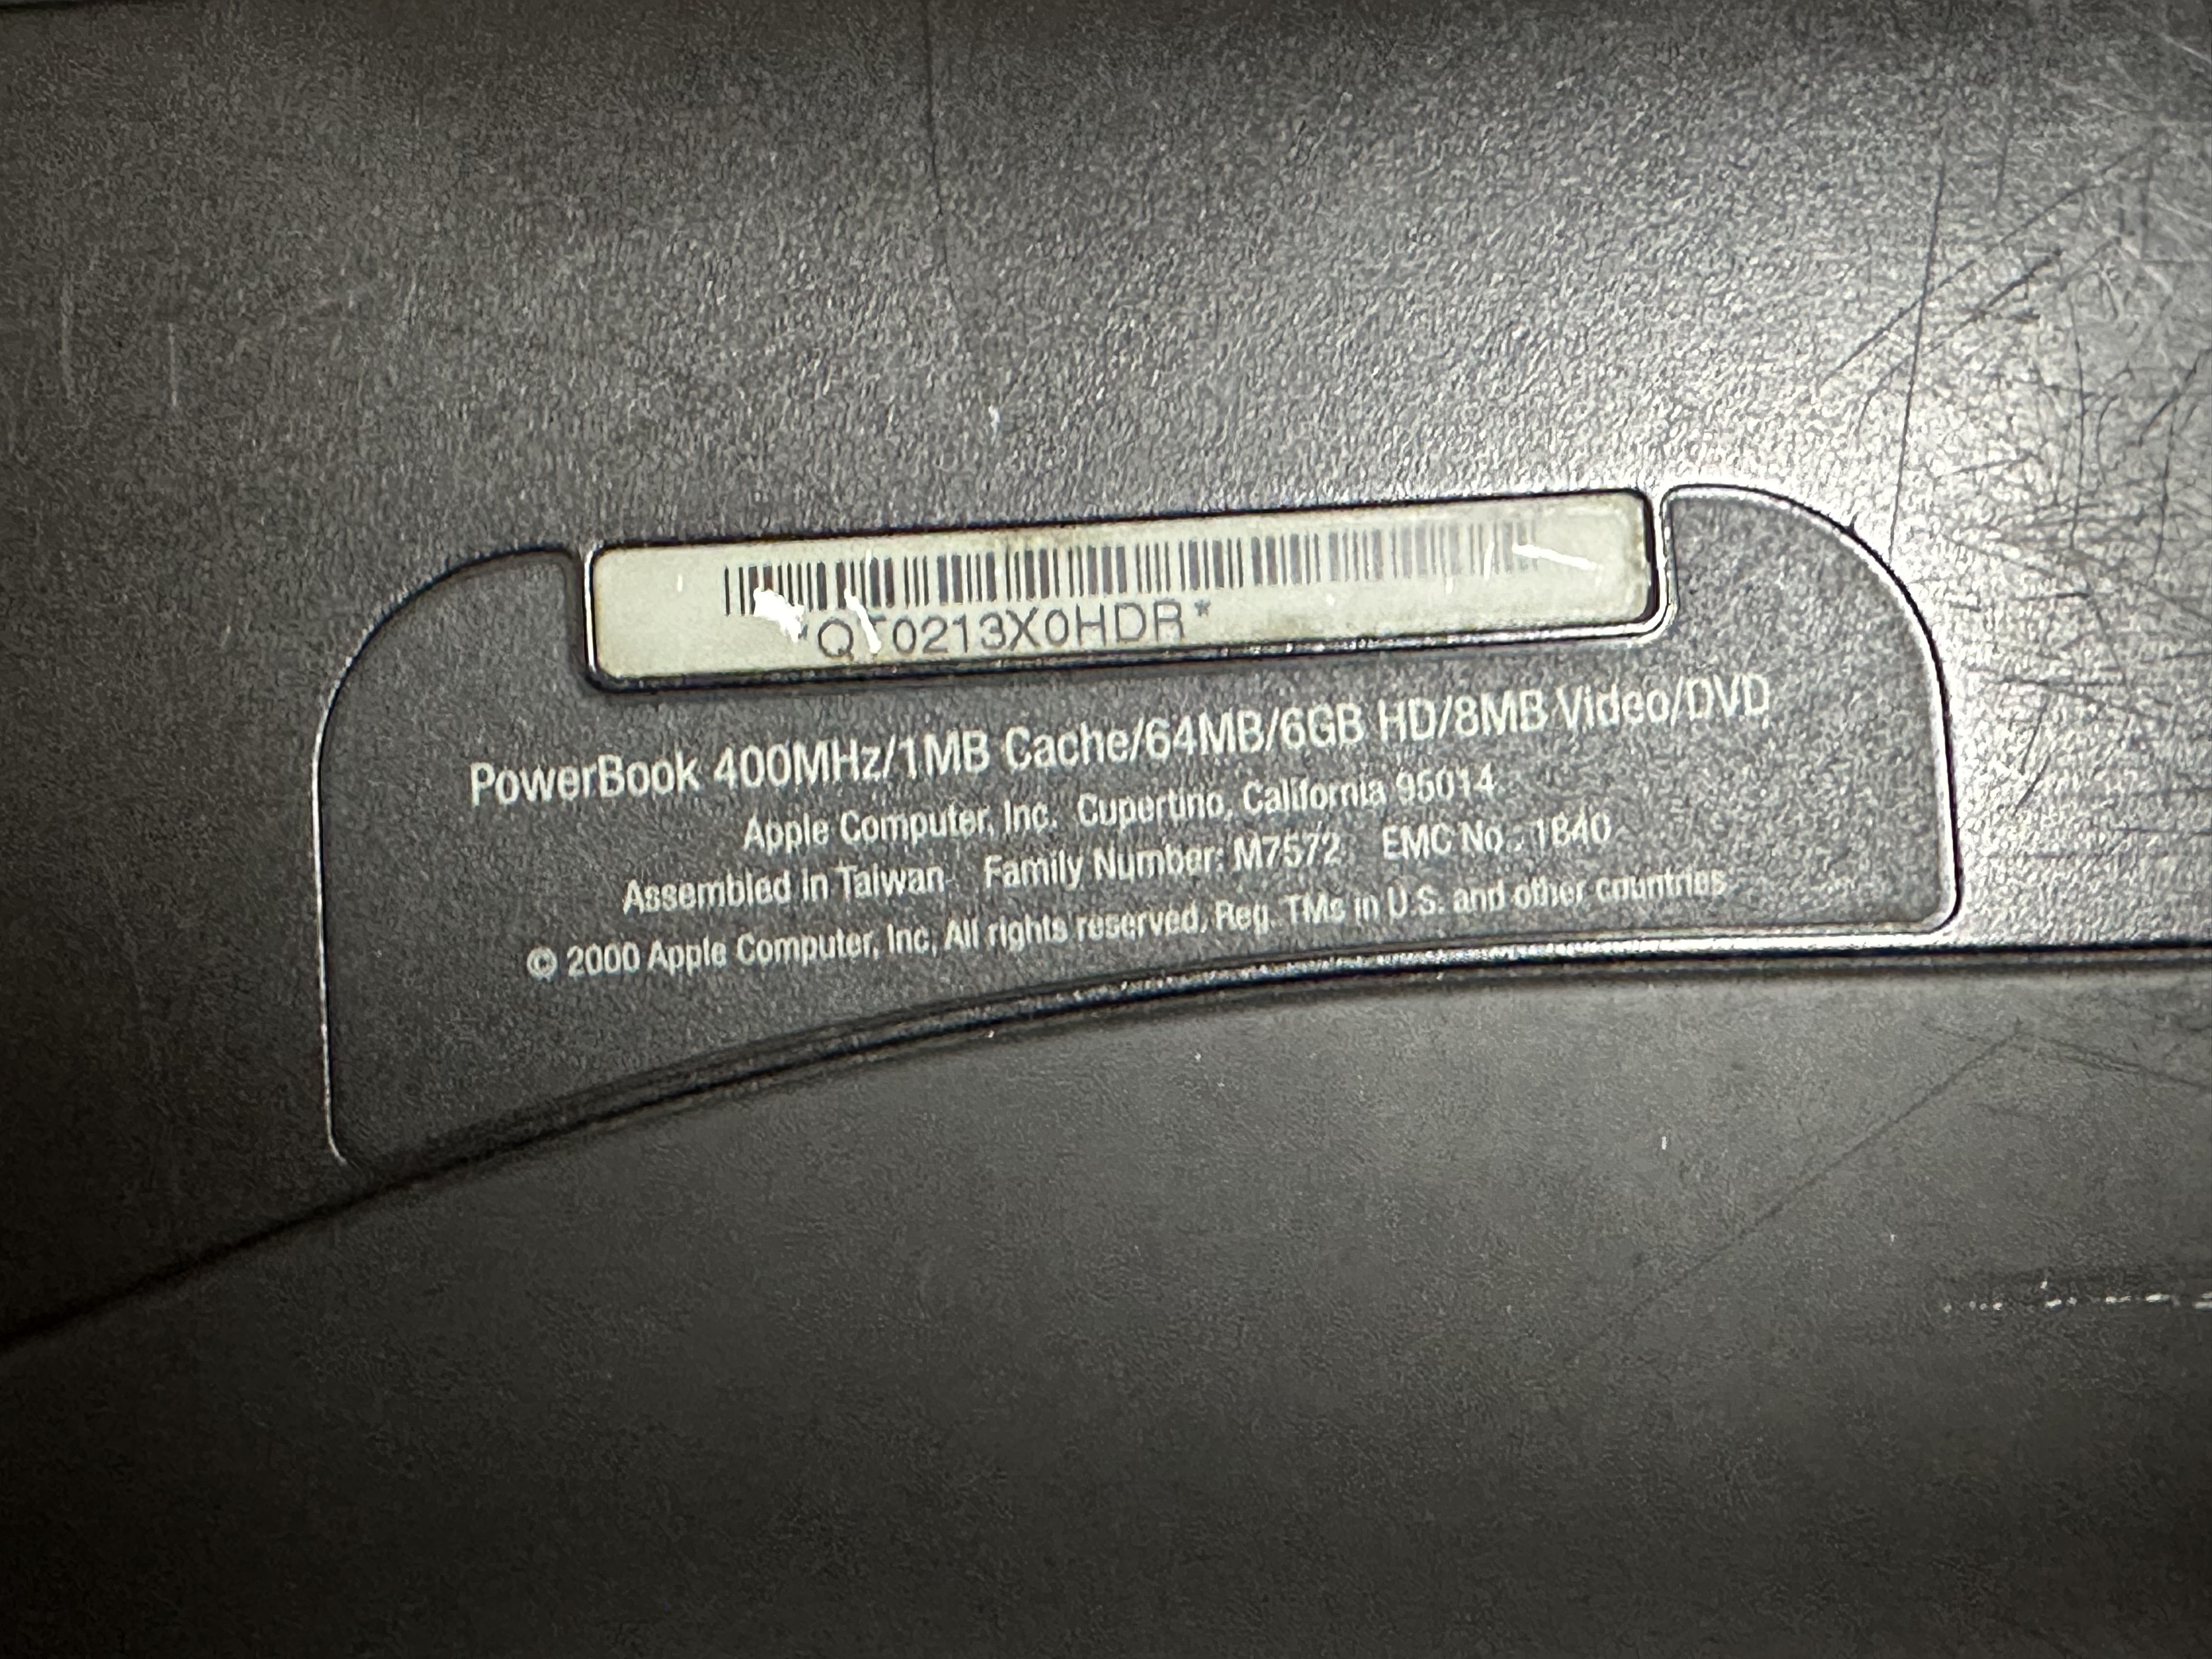 *QT0213X0HDR*
PowerBook 400MHz/1MB Cache/64MB/6GB HD/8MB Video/DVD
Apple Computer, Inc. Cupertino, California 95014
Assembled in Taiwan Family Number: M7572 EMC No.: 1840
© 2000 Apple Computer, Inc. All rights reserved, Reg. TMs in U.S. and other countries